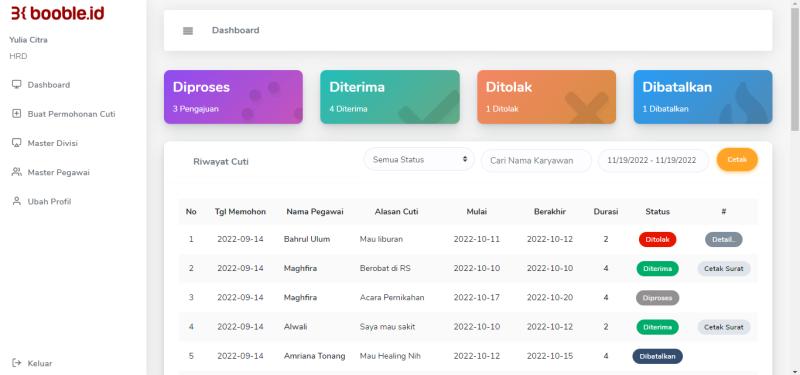 booble.id
Yulia Citra
HRD
Dashboard
Buat Permohonan Cuti
Master Divisi
Master Pegawai
Ubah Profil
Keluar
Dashboard
Diproses
3 Pengajuan
Diterima
4 Diterima
Ditolak
1 Ditolak
Dibatalkan
1 Dibatalkan
Riwayat Cuti Semua Status Cari Nama Karyawan 11/19/2022 - 11/19/2022 Cetak
No Tgl Memohon Nama Pegawai Alasan Cuti Mulai Berakhir Durasi Status #
1 2022-09-14 Bahrul Ulum Mau liburan 2022-10-11 2022-10-12 2 Ditolak Detail..
2 2022-09-14 Maghfira Berobat di RS 2022-10-10 2022-10-10 4 Diterima Cetak Surat
3 2022-09-14 Maghfira Acara Pernikahan 2022-10-17 2022-10-20 4 Diproses
4 2022-09-14 Alwali Saya mau sakit 2022-10-10 2022-10-12 2 Diterima Cetak Surat
5 2022-09-14 Amriana Tonang Mau Healing Nih 2022-10-12 2022-10-15 4 Dibatalkan